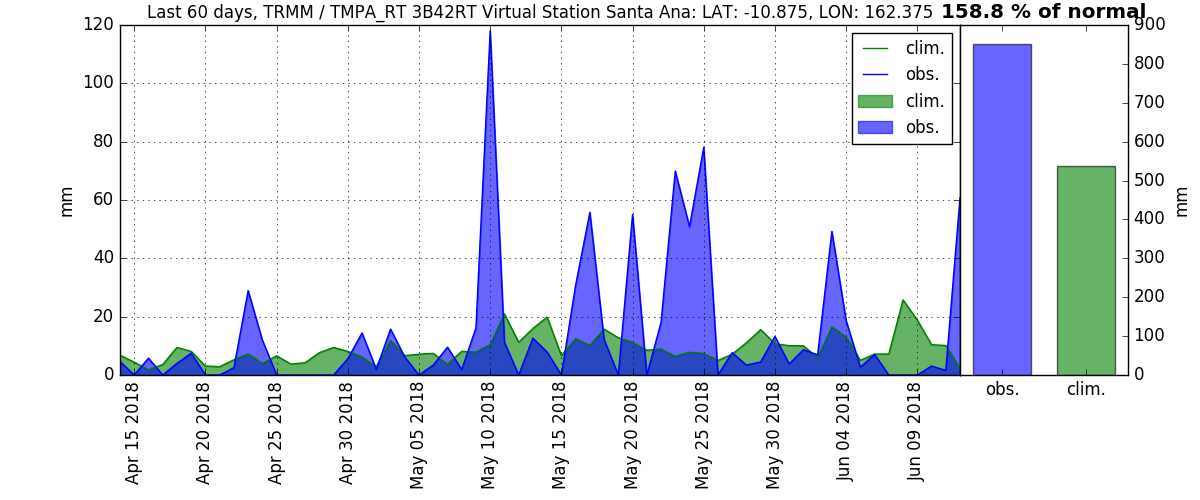 Last 60 days, TRMM / TMPA_RT 3B42RT Virtual Station Santa Ana: LAT: -10.875, LON: 162.375 158.8 % of normal
120
100
80
60
40
20
0
mm
clim.
obs.
clim.
obs.
900
800
700
600
500
400
300
200
100
0
mm
obs.
clim.
Apr 15 2018
Apr 20 2018
Apr 25 2018
Apr 30 2018
May 05 2018
May 10 2018
May 15 2018
May 20 2018
May 25 2018
May 30 2018
Jun 04 2018
Jun 09 2018